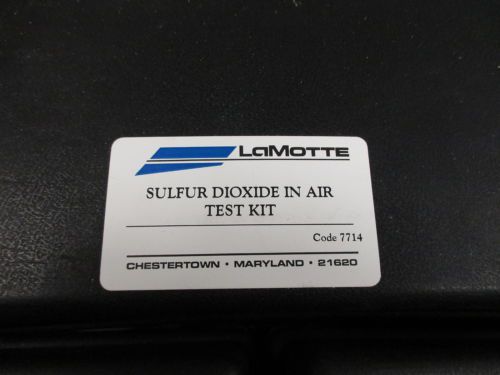 LaMOTTE
SULFUR DIOXIDE IN AIR
TEST KIT
Code 7714
CHESTERTOWN • MARYLAND • 21620